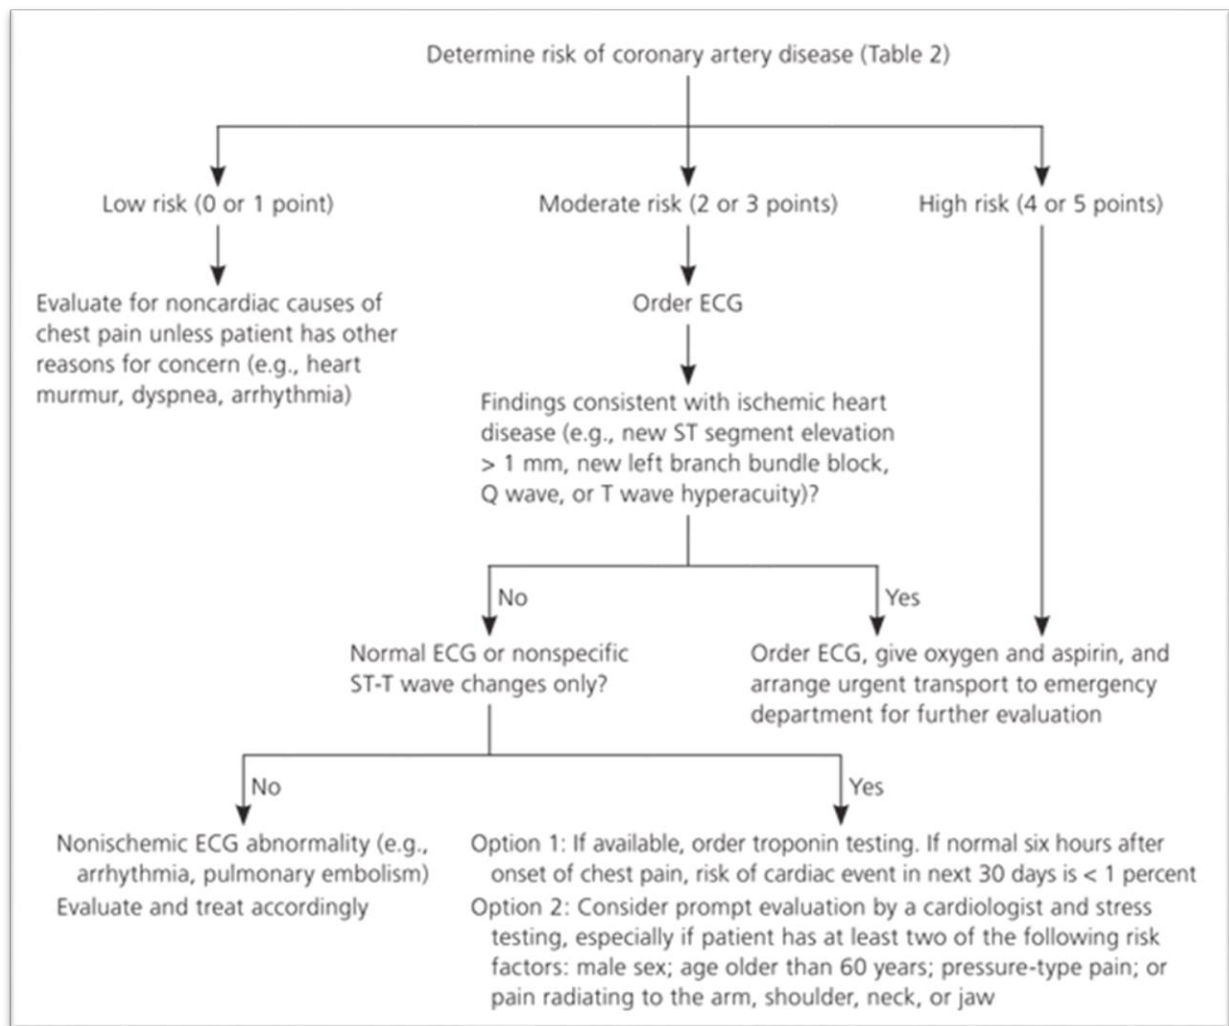 Determine risk of coronary artery disease (Table 2)
Low risk (0 or 1 point)
Moderate risk (2 or 3 points)
High risk (4 or 5 points)
Evaluate for noncardiac causes of
chest pain unless patient has other
reasons for concern (e.g., heart
murmur, dyspnea, arrhythmia)
Order ECG
Findings consistent with ischemic heart
disease (e.g., new ST segment elevation
> 1 mm, new left branch bundle block,
Q wave, or T wave hyperacuity)?
No
Yes
Normal ECG or nonspecific
ST-T wave changes only?
Order ECG, give oxygen and aspirin, and
arrange urgent transport to emergency
department for further evaluation
No
Yes
Nonischemic ECG abnormality (e.g.,
arrhythmia, pulmonary embolism)
Evaluate and treat accordingly
Option 1: If available, order troponin testing. If normal six hours after
onset of chest pain, risk of cardiac event in next 30 days is < 1 percent
Option 2: Consider prompt evaluation by a cardiologist and stress
testing, especially if patient has at least two of the following risk
factors: male sex; age older than 60 years; pressure-type pain; or
pain radiating to the arm, shoulder, neck, or jaw